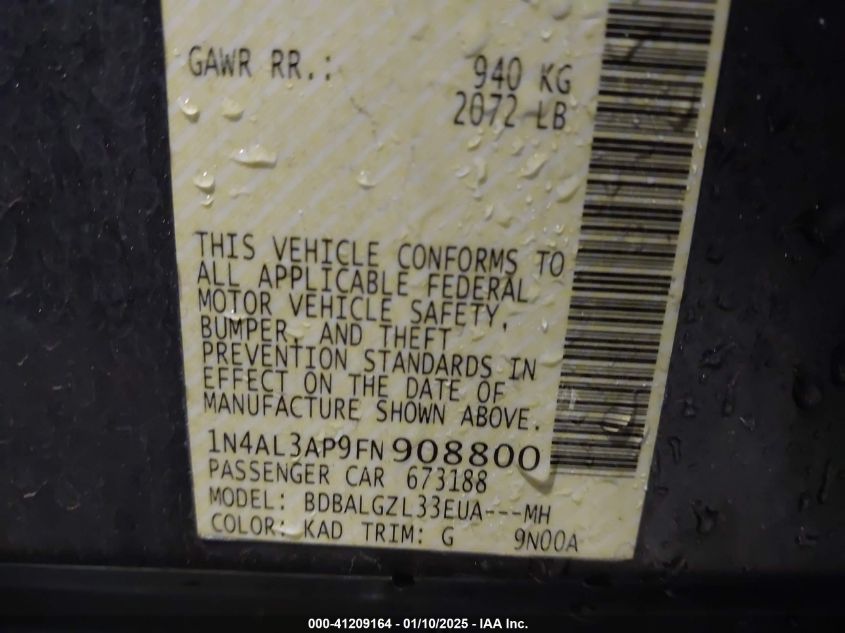 GAWR RR.: 940 KG
2072 LB
THIS VEHICLE CONFORMS TO
ALL APPLICABLE FEDERAL
MOTOR VEHICLE SAFETY,
BUMPER, AND THEFT
PREVENTION STANDARDS IN
EFFECT ON THE DATE OF
MANUFACTURE SHOWN ABOVE.
1N4AL3AP9FN908800
PASSENGER CAR 673188
MODEL: BDBALGZL33EUA---MH
COLOR: KAD TRIM: G 9N00A
000-41209164 - 01/10/2025 - IAA Inc.